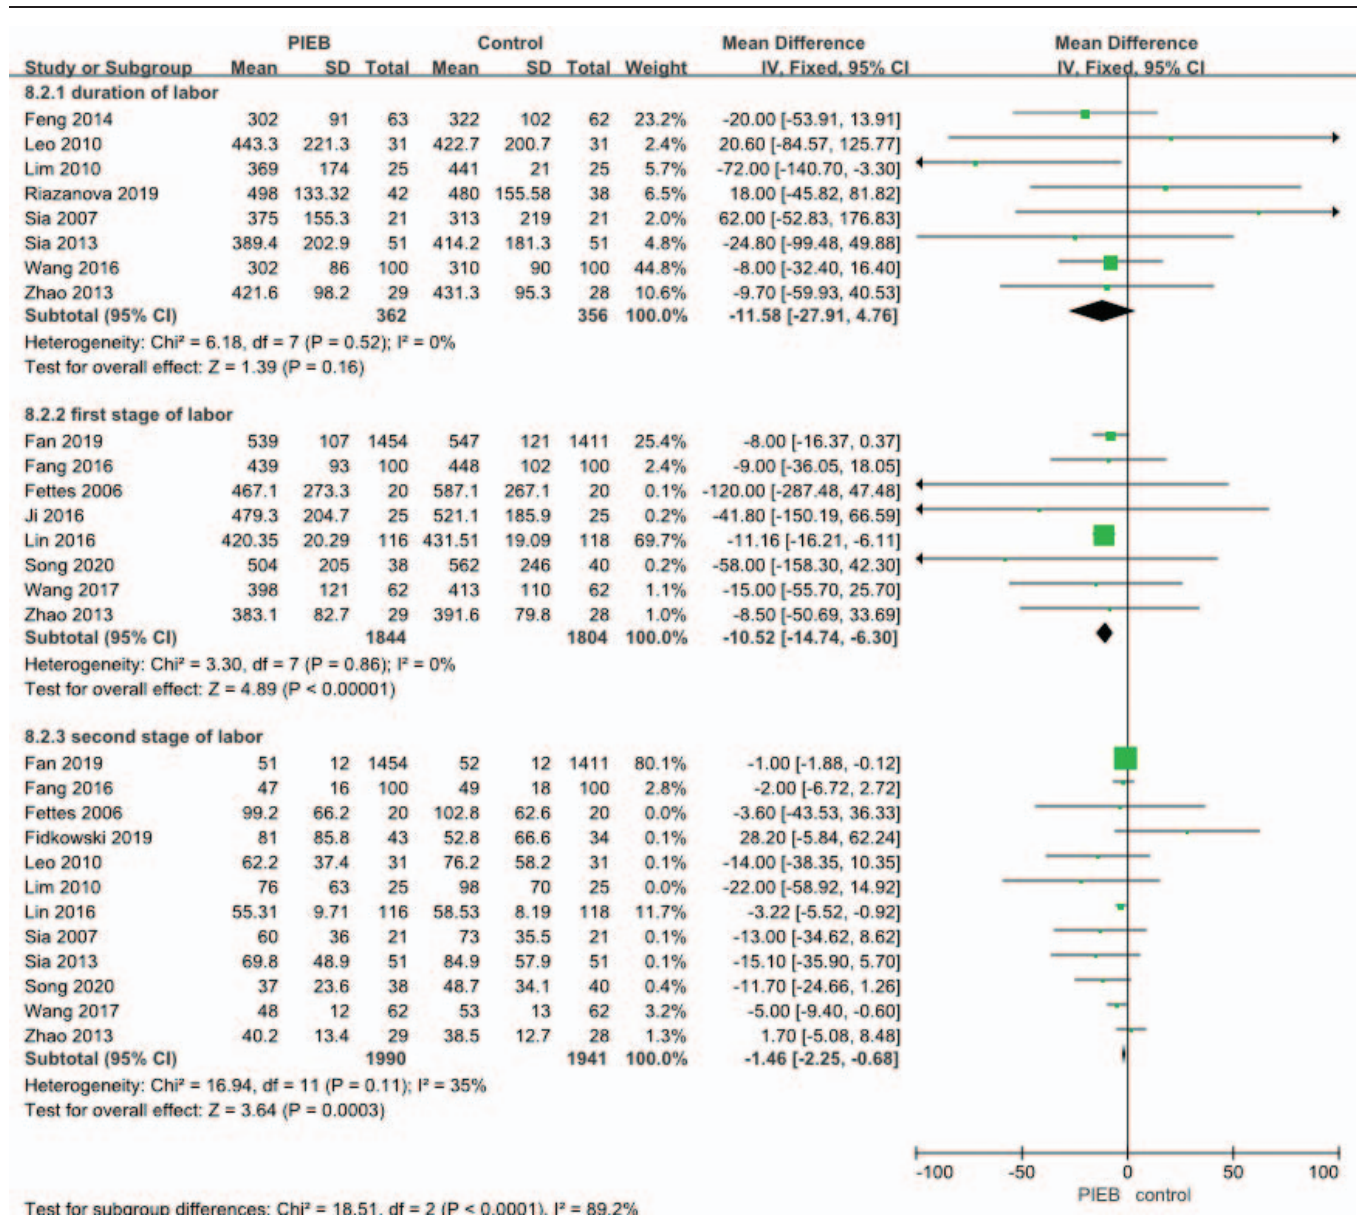 PIEB Control Mean Difference Mean Difference
Study or Subgroup Mean SD Total Mean SD Total Weight IV, Fixed, 95% CI IV, Fixed, 95% CI
8.2.1 duration of labor
Feng 2014 302 91 63 322 102 62 23.2% -20.00 [-53.91, 13.91]
Leo 2010 443.3 221.3 31 422.7 200.7 31 2.4% 20.60 [-84.57, 125.77]
Lim 2010 369 174 25 441 21 25 5.7% -72.00 [-140.70, -3.30]
Riazanova 2019 498 133.32 42 480 155.58 38 6.5% 18.00 [-45.82, 81.82]
Sia 2007 375 155.3 21 313 219 21 2.0% 62.00 [-52.83, 176.83]
Sia 2013 389.4 202.9 51 414.2 181.3 51 4.8% -24.80 [-99.48, 49.88]
Wang 2016 302 86 100 310 90 100 44.8% -8.00 [-32.40, 16.40]
Zhao 2013 421.6 98.2 29 431.3 95.3 28 10.6% -9.70 [-59.93, 40.53]
Subtotal (95% CI) 362 356 100.0% -11.58 [-27.91, 4.76]
Heterogeneity: Chi² = 6.18, df = 7 (P = 0.52); I² = 0%
Test for overall effect: Z = 1.39 (P = 0.16)
8.2.2 first stage of labor
Fan 2019 539 107 1454 547 121 1411 25.4% -8.00 [-16.37, 0.37]
Fang 2016 439 93 100 448 102 100 2.4% -9.00 [-36.05, 18.05]
Fettes 2006 467.1 273.3 20 587.1 267.1 20 0.1% -120.00 [-287.48, 47.48]
Ji 2016 479.3 204.7 25 521.1 185.9 25 0.2% -41.80 [-150.19, 66.59]
Lin 2016 420.35 20.29 116 431.51 19.09 118 69.7% -11.16 [-16.21, -6.11]
Song 2020 504 205 38 562 246 40 0.2% -58.00 [-158.30, 42.30]
Wang 2017 398 121 62 413 110 62 1.1% -15.00 [-55.70, 25.70]
Zhao 2013 383.1 82.7 29 391.6 79.8 28 1.0% -8.50 [-50.69, 33.69]
Subtotal (95% CI) 1844 1804 100.0% -10.52 [-14.74, -6.30]
Heterogeneity: Chi² = 3.30, df = 7 (P = 0.86); I² = 0%
Test for overall effect: Z = 4.89 (P < 0.00001)
8.2.3 second stage of labor
Fan 2019 51 12 1454 52 12 1411 80.1% -1.00 [-1.88, -0.12]
Fang 2016 47 16 100 49 18 100 2.8% -2.00 [-6.72, 2.72]
Fettes 2006 99.2 66.2 20 102.8 62.6 20 0.0% -3.60 [-43.53, 36.33]
Fidkowski 2019 81 85.8 43 52.8 66.6 34 0.1% 28.20 [-5.84, 62.24]
Leo 2010 62.2 37.4 31 76.2 58.2 31 0.1% -14.00 [-38.35, 10.35]
Lim 2010 76 63 25 98 70 25 0.0% -22.00 [-58.92, 14.92]
Lin 2016 55.31 9.71 116 58.53 8.19 118 11.7% -3.22 [-5.52, -0.92]
Sia 2007 60 36 21 73 35.5 21 0.1% -13.00 [-34.62, 8.62]
Sia 2013 69.8 48.9 51 84.9 57.9 51 0.1% -15.10 [-35.90, 5.70]
Song 2020 37 23.6 38 48.7 34.1 40 0.4% -11.70 [-24.66, 1.26]
Wang 2017 48 12 62 53 13 62 3.2% -5.00 [-9.40, -0.60]
Zhao 2013 40.2 13.4 29 38.5 12.7 28 1.3% 1.70 [-5.08, 8.48]
Subtotal (95% CI) 1990 1941 100.0% -1.46 [-2.25, -0.68]
Heterogeneity: Chi² = 16.94, df = 11 (P = 0.11); I² = 35%
Test for overall effect: Z = 3.64 (P = 0.0003)
-100 -50 0 50 100
PIEB control
Test for subgroup differences: Chi² = 18.51, df = 2 (P < 0.0001), I² = 89.2%